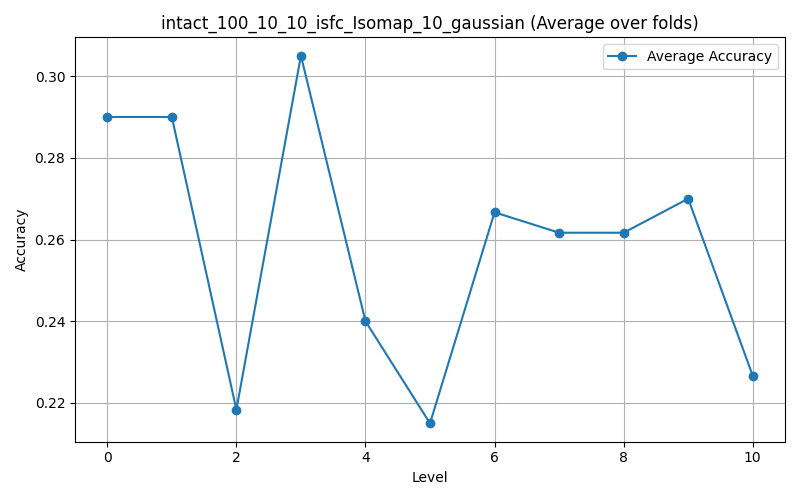 intact_100_10_10_isfc_Isomap_10_gaussian (Average over folds)
Average Accuracy
0.30
0.28
0.26
0.24
0.22
Accuracy
0 2 4 6 8 10
Level